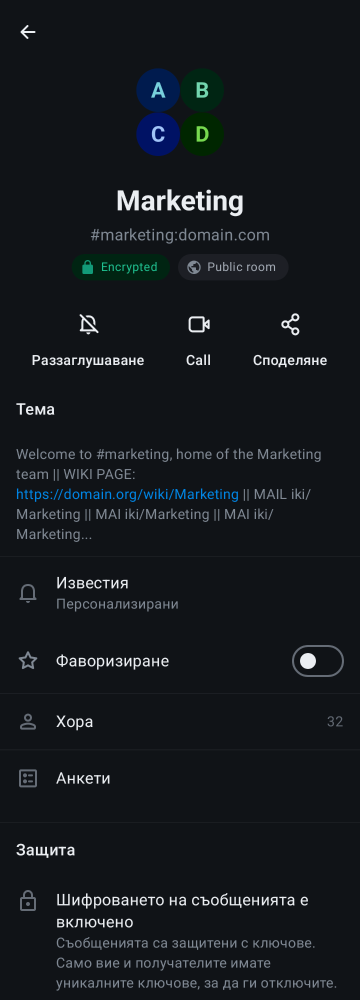 A B
C D
Marketing
#marketing:domain.com
Encrypted Public room
Раззаглушаване Call Споделяне
Тема
Welcome to #marketing, home of the Marketing
team || WIKI PAGE:
https://domain.org/wiki/Marketing || MAIL iki/
Marketing || MAI iki/Marketing || MAI iki/
Marketing...
Известия
Персонализирани
Фаворизиране
Хора 32
Анкети
Защита
Шифроването на съобщенията е
включено
Съобщенията са защитени с ключове.
Само вие и получателите имате
уникалните ключове, за да ги отключите.